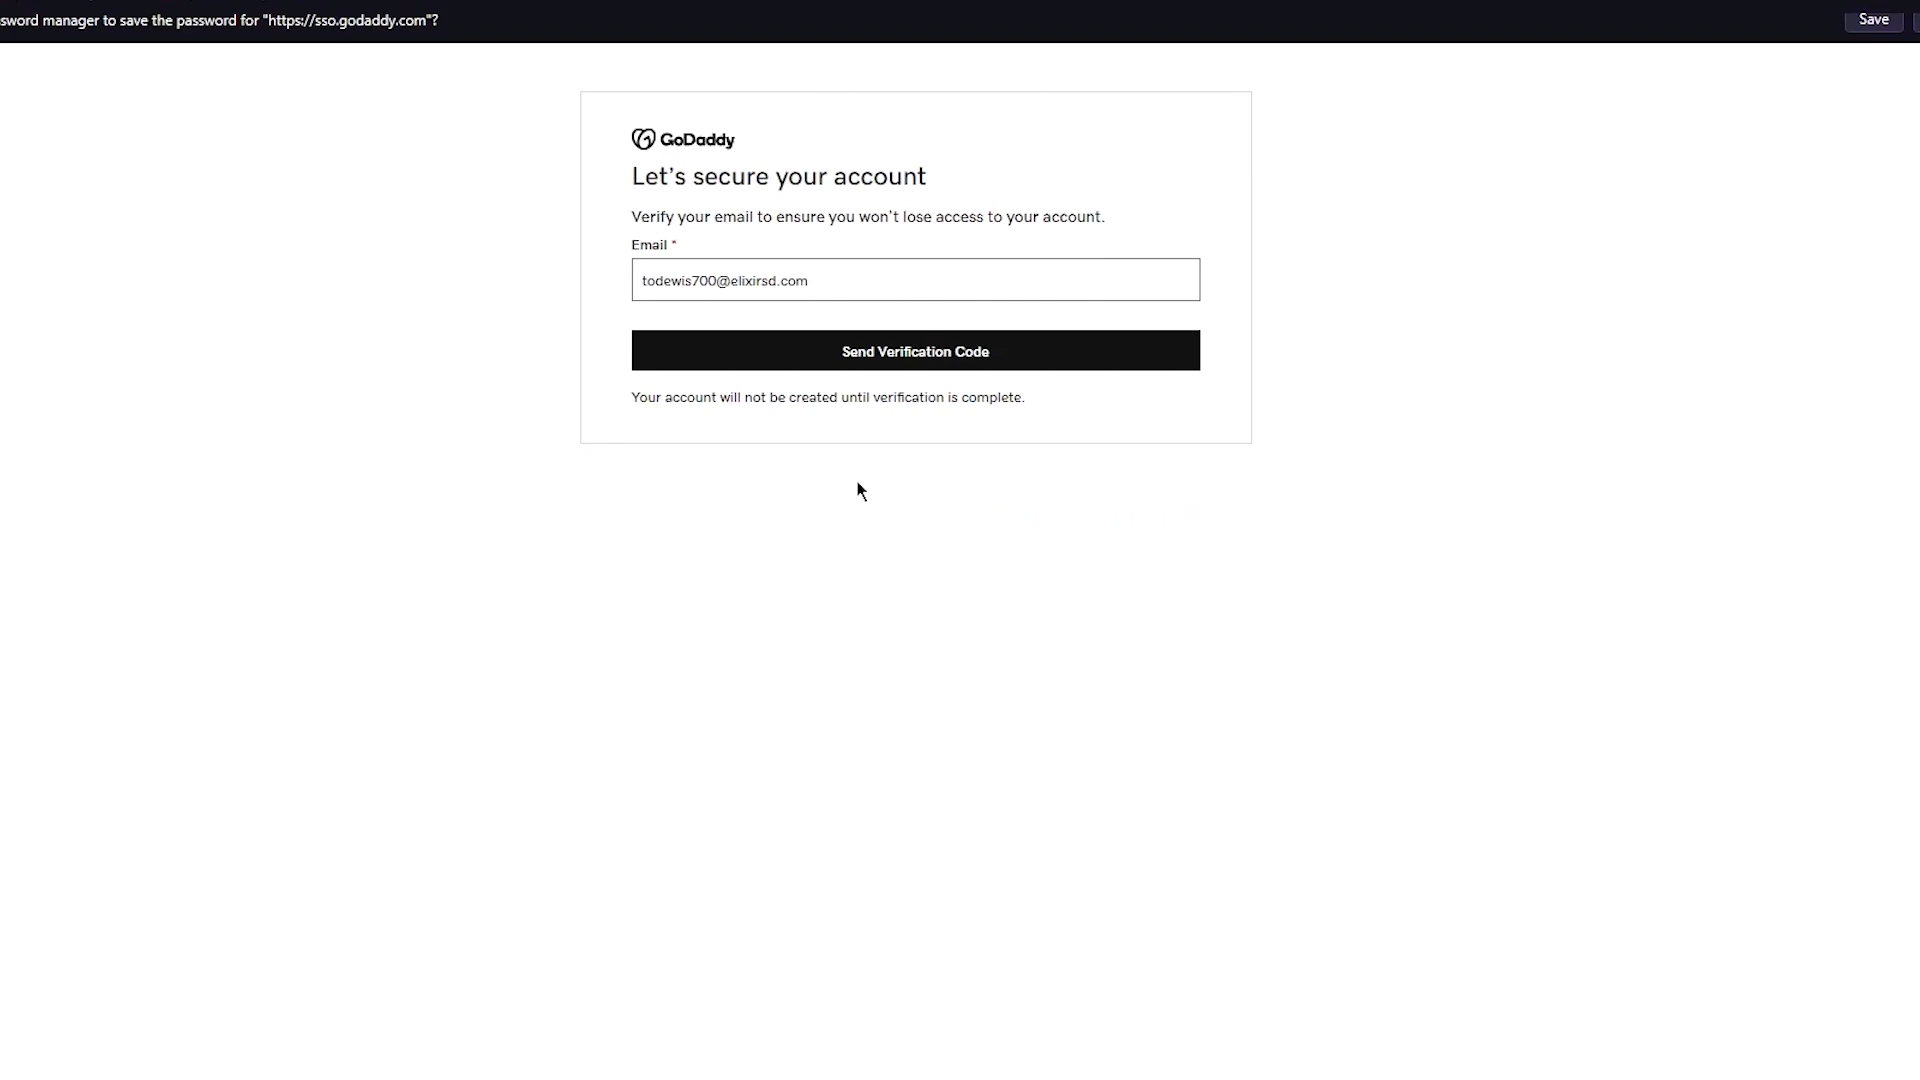 sword manager to save the password for "https://sso.godaddy.com"?
Save
GoDaddy
Let's secure your account
Verify your email to ensure you won't lose access to your account.
Email *
todewis700@elixirsd.com
Send Verification Code
Your account will not be created until verification is complete.